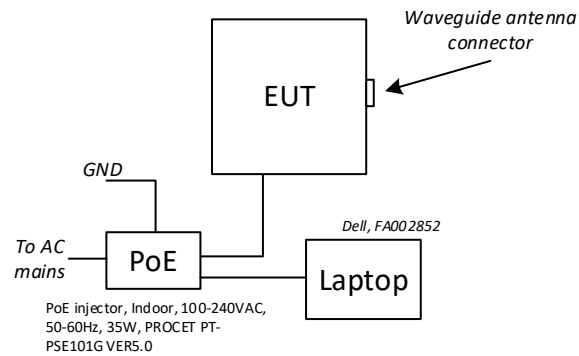 Waveguide antenna
connector
EUT
GND
Dell, FA002852
To AC
mains
PoE
Laptop
PoE injector, Indoor, 100-240VAC,
50-60Hz, 35W, PROCET PT-
PSE101G VER5.0